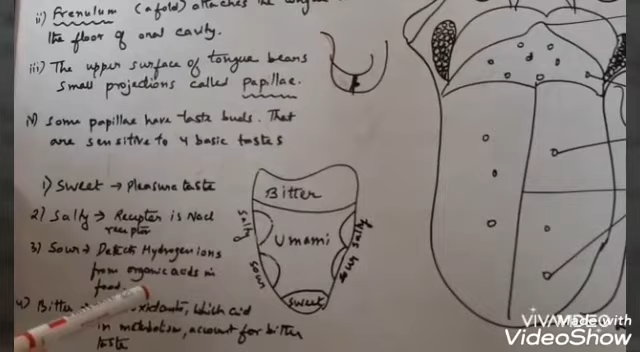 ii) Frenulum (a fold) attaches the tongue
the floor of oral cavity.
iii) The upper surface of tongue bears
small projections called papillae.
iv) Some papillae have taste buds. That
are sensitive to 4 basic tastes
1) Sweet → Pleasure taste
2) Salty → Receptor is Nacl
receptor
3) Sour → Detects Hydrogen ions
from organic acids in
food.
4) Bitter which aid
in metabolism, account for bitter
taste
Bitter
Salty
Umami
Salty
Sour
Sour
Sweet
VIVAVIDEO
Made with
VideoShow